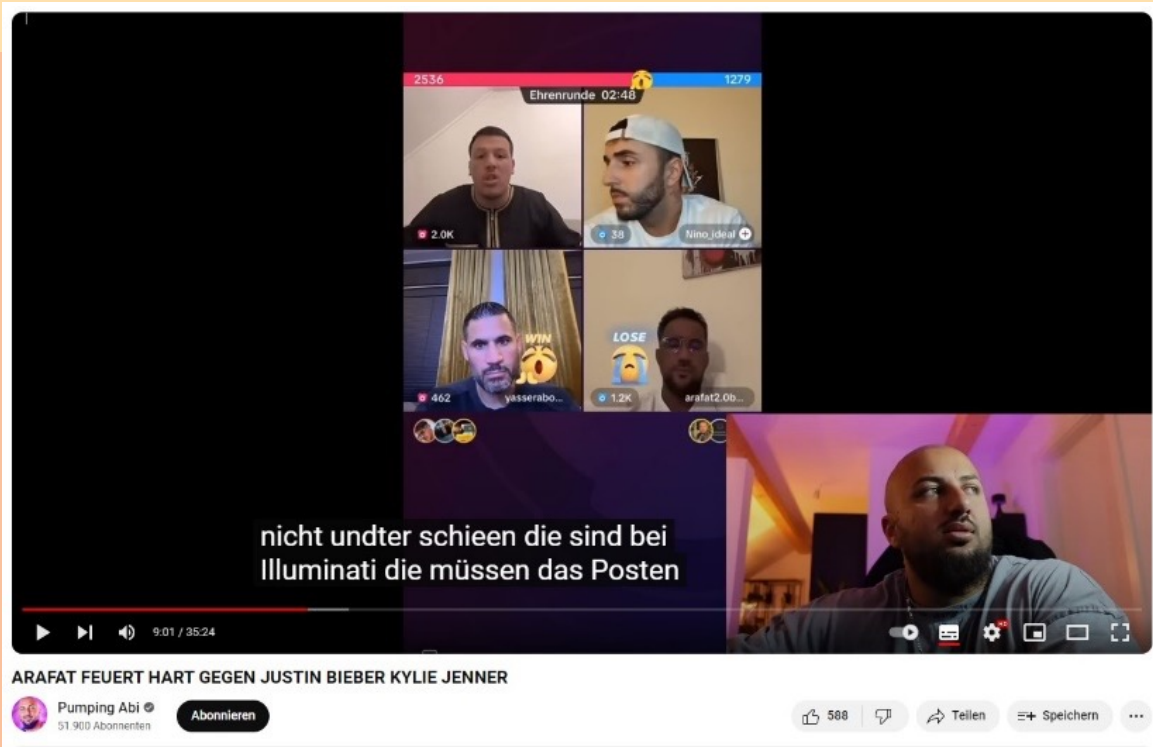 2536 1279
Ehrenrunde 02:48
2.0K 38 Nino_ideal
WIN LOSE
462 yasserabo... 1.2K arafat2.0b...
nicht undter schieen die sind bei
Illuminati die müssen das Posten
9:01 / 35:24
ARAFAT FEUERT HART GEGEN JUSTIN BIEBER KYLIE JENNER
Pumping Abi
51.900 Abonnenten
Abonnieren
588 Teilen Speichern